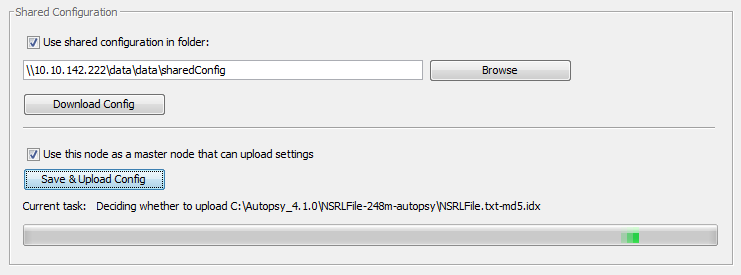 Shared Configuration
Use shared configuration in folder:
\\10.10.142.222\data\data\sharedConfig
Browse
Download Config
Use this node as a master node that can upload settings
Save & Upload Config
Current task: Deciding whether to upload C:\Autopsy_4.1.0\NSRLFile-248m-autopsy\NSRLFile.txt-md5.idx